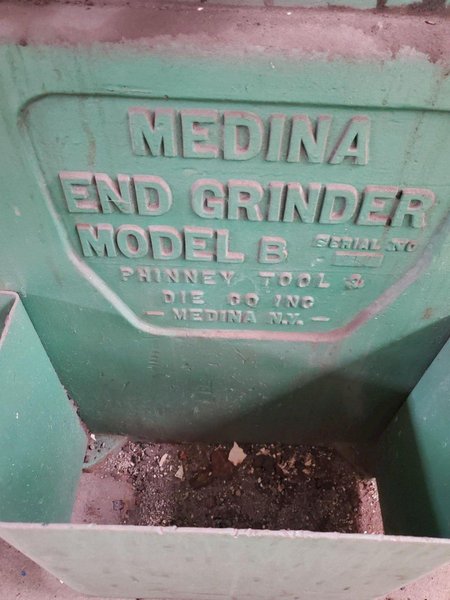 MEDINA
END GRINDER
MODEL B SERIAL NO
PHINNEY TOOL &
DIE CO INC
— MEDINA N.Y. —